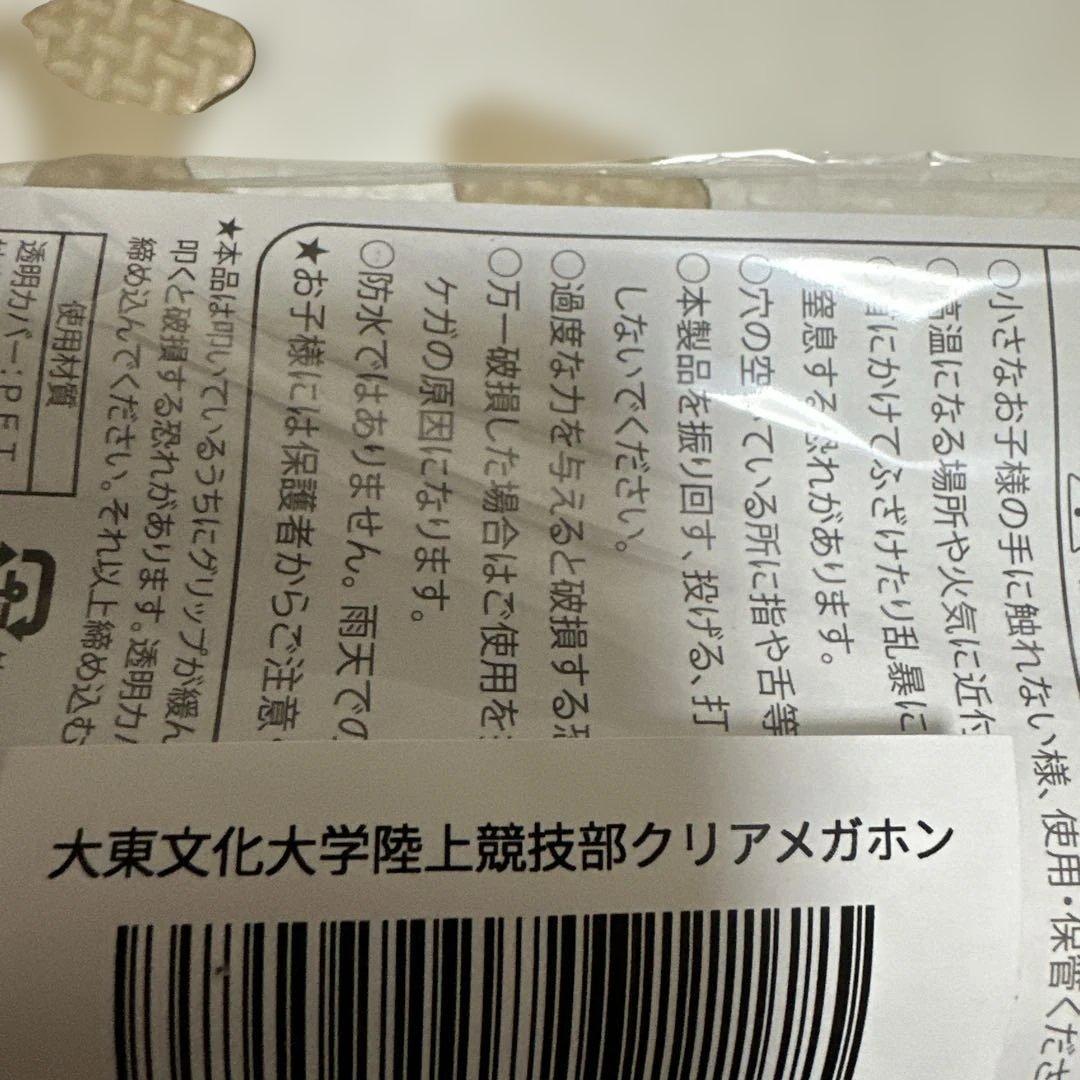 ○小さなお子様の手に触れない様、使用・保管くださ
高温になる場所や火気に近付
にかけてふざけたり乱暴に
窒息する恐れがあります。
○穴の空いている所に指や舌等
○本製品を振り回す、投げる、打
しないでください。
○過度な力を与えると破損する
○万一破損した場合はご使用を
ケガの原因になります。
○防水ではありません。雨天での
★お子様には保護者からご注意
★本品は叩いているうちにグリップが緩ん
叩くと破損する恐れがあります。透明カ
締め込んでください。それ以上締め込む
使用材質
透明カバー:PET
大東文化大学陸上競技部クリアメガホン